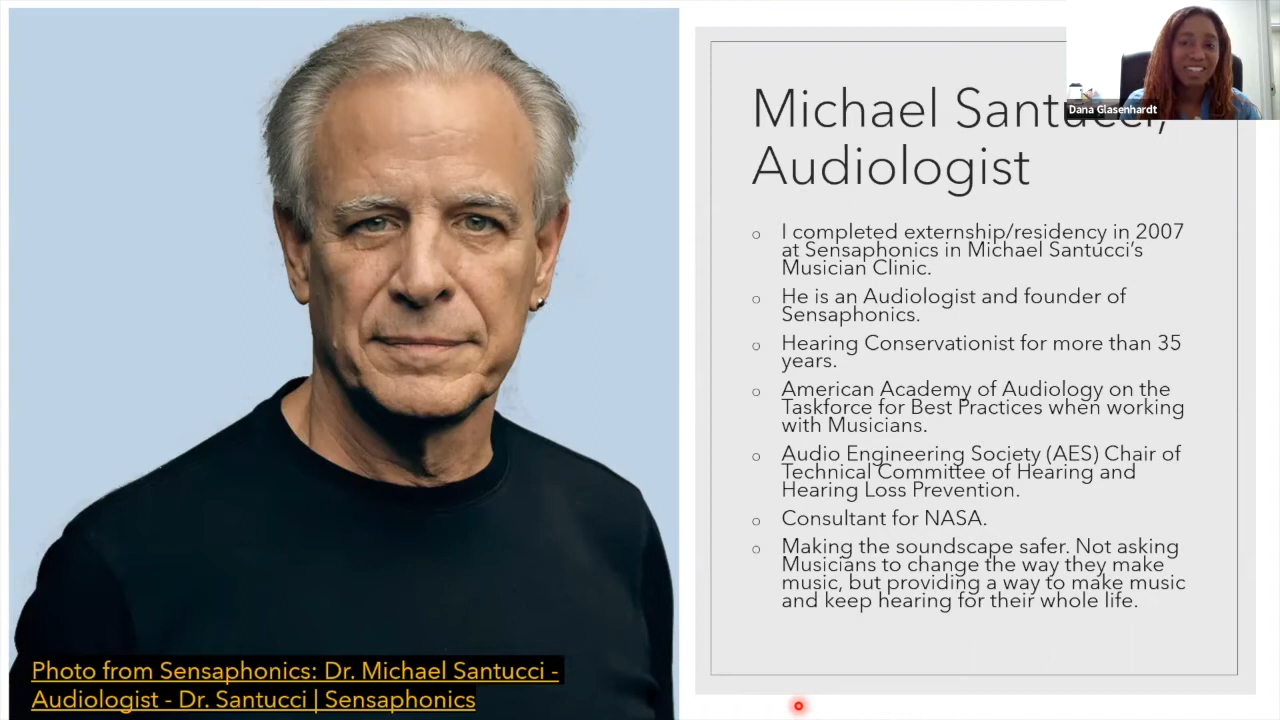 Michael Santucci,
Audiologist
Dana Glasenhardt
I completed externship/residency in 2007
at Sensaphonics in Michael Santucci's
Musician Clinic.
He is an Audiologist and founder of
Sensaphonics.
Hearing Conservationist for more than 35
years.
American Academy of Audiology on the
Taskforce for Best Practices when working
with Musicians.
Audio Engineering Society (AES) Chair of
Technical Committee of Hearing and
Hearing Loss Prevention.
Consultant for NASA.
Making the soundscape safer. Not asking
Musicians to change the way they make
music, but providing a way to make music
and keep hearing for their whole life.
Photo from Sensaphonics: Dr. Michael Santucci -
Audiologist - Dr. Santucci | Sensaphonics